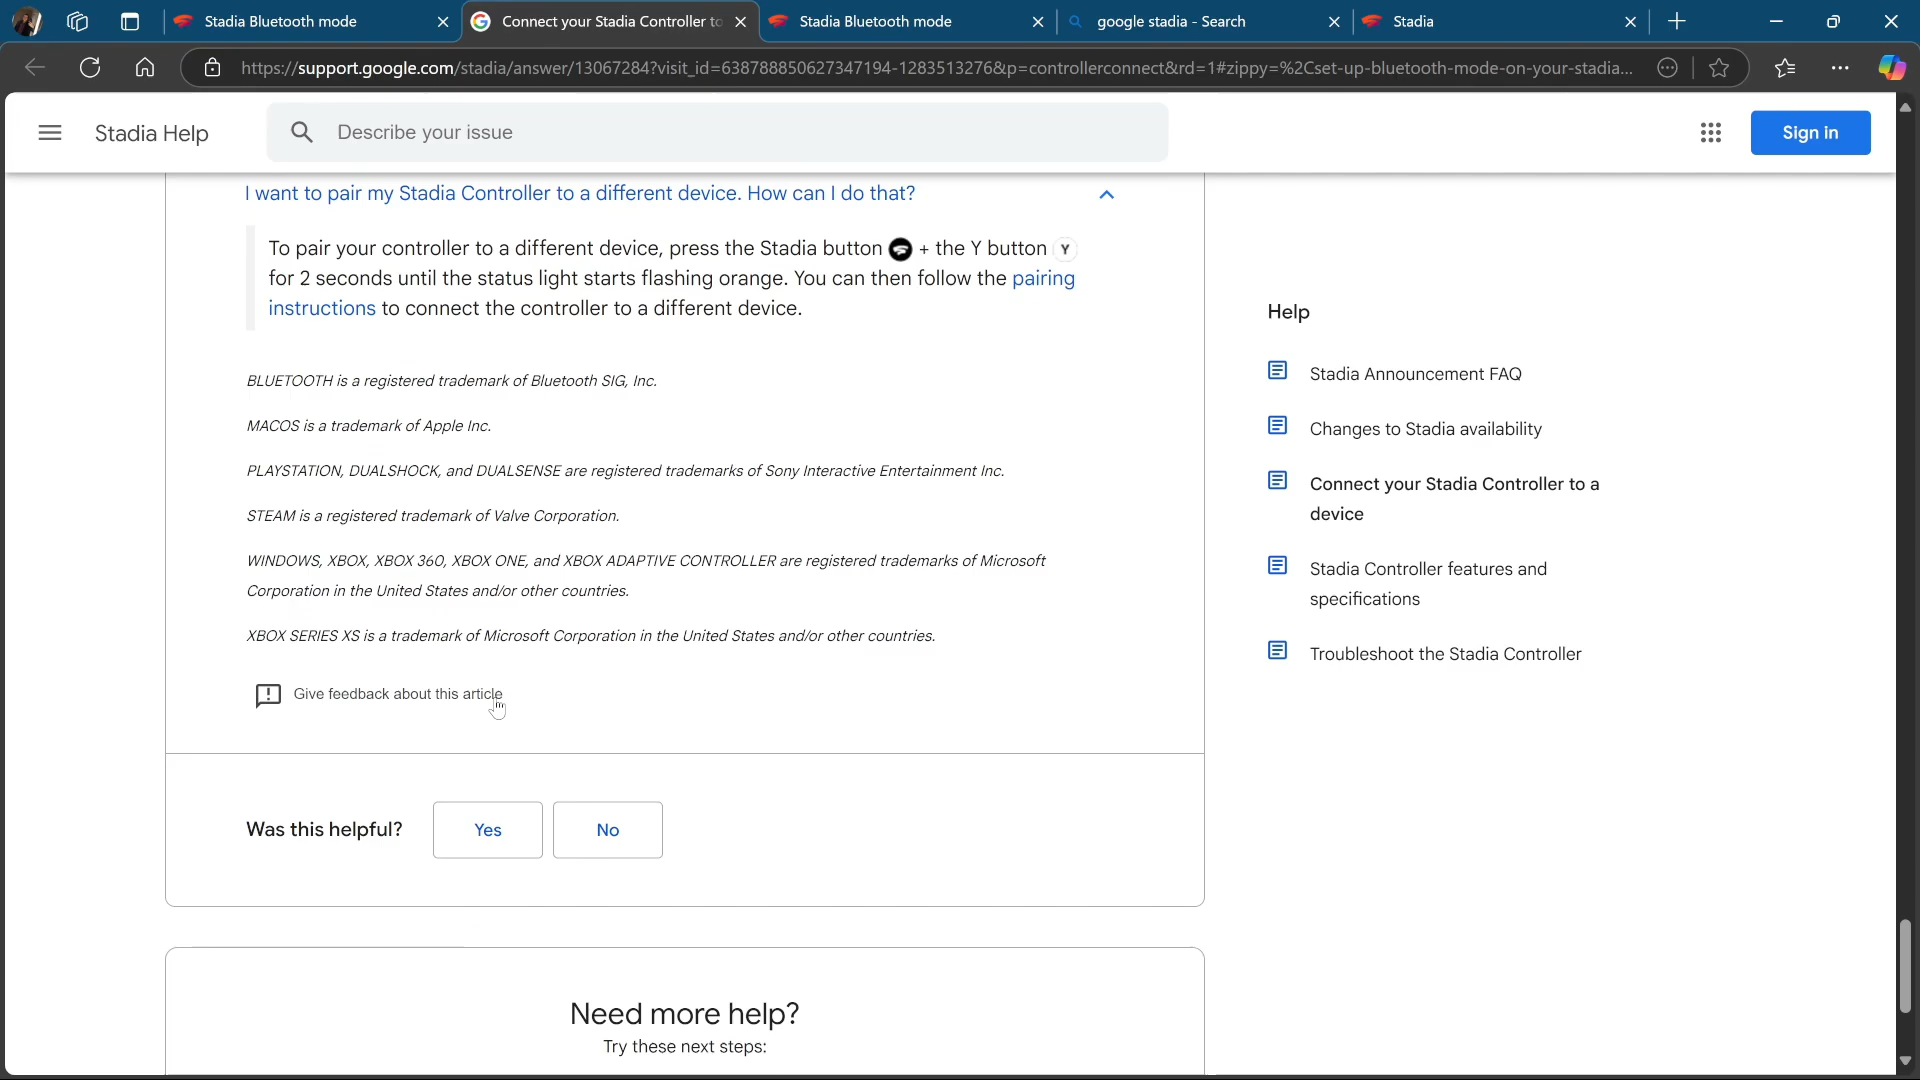 Stadia Bluetooth mode
Connect your Stadia Controller to
Stadia Bluetooth mode
google stadia - Search
Stadia
https://support.google.com/stadia/answer/13067284?visit_id=638788850627347194-1283513276&p=controllerconnect&rd=1#zippy=%2Cset-up-bluetooth-mode-on-your-stadia...
Stadia Help
Describe your issue
Sign in
I want to pair my Stadia Controller to a different device. How can I do that?
To pair your controller to a different device, press the Stadia button + the Y button Y
for 2 seconds until the status light starts flashing orange. You can then follow the pairing
instructions to connect the controller to a different device.
BLUETOOTH is a registered trademark of Bluetooth SIG, Inc.
MACOS is a trademark of Apple Inc.
PLAYSTATION, DUALSHOCK, and DUALSENSE are registered trademarks of Sony Interactive Entertainment Inc.
STEAM is a registered trademark of Valve Corporation.
WINDOWS, XBOX, XBOX 360, XBOX ONE, and XBOX ADAPTIVE CONTROLLER are registered trademarks of Microsoft
Corporation in the United States and/or other countries.
XBOX SERIES XS is a trademark of Microsoft Corporation in the United States and/or other countries.
Give feedback about this article
Was this helpful?
Yes
No
Need more help?
Try these next steps:
Help
Stadia Announcement FAQ
Changes to Stadia availability
Connect your Stadia Controller to a
device
Stadia Controller features and
specifications
Troubleshoot the Stadia Controller